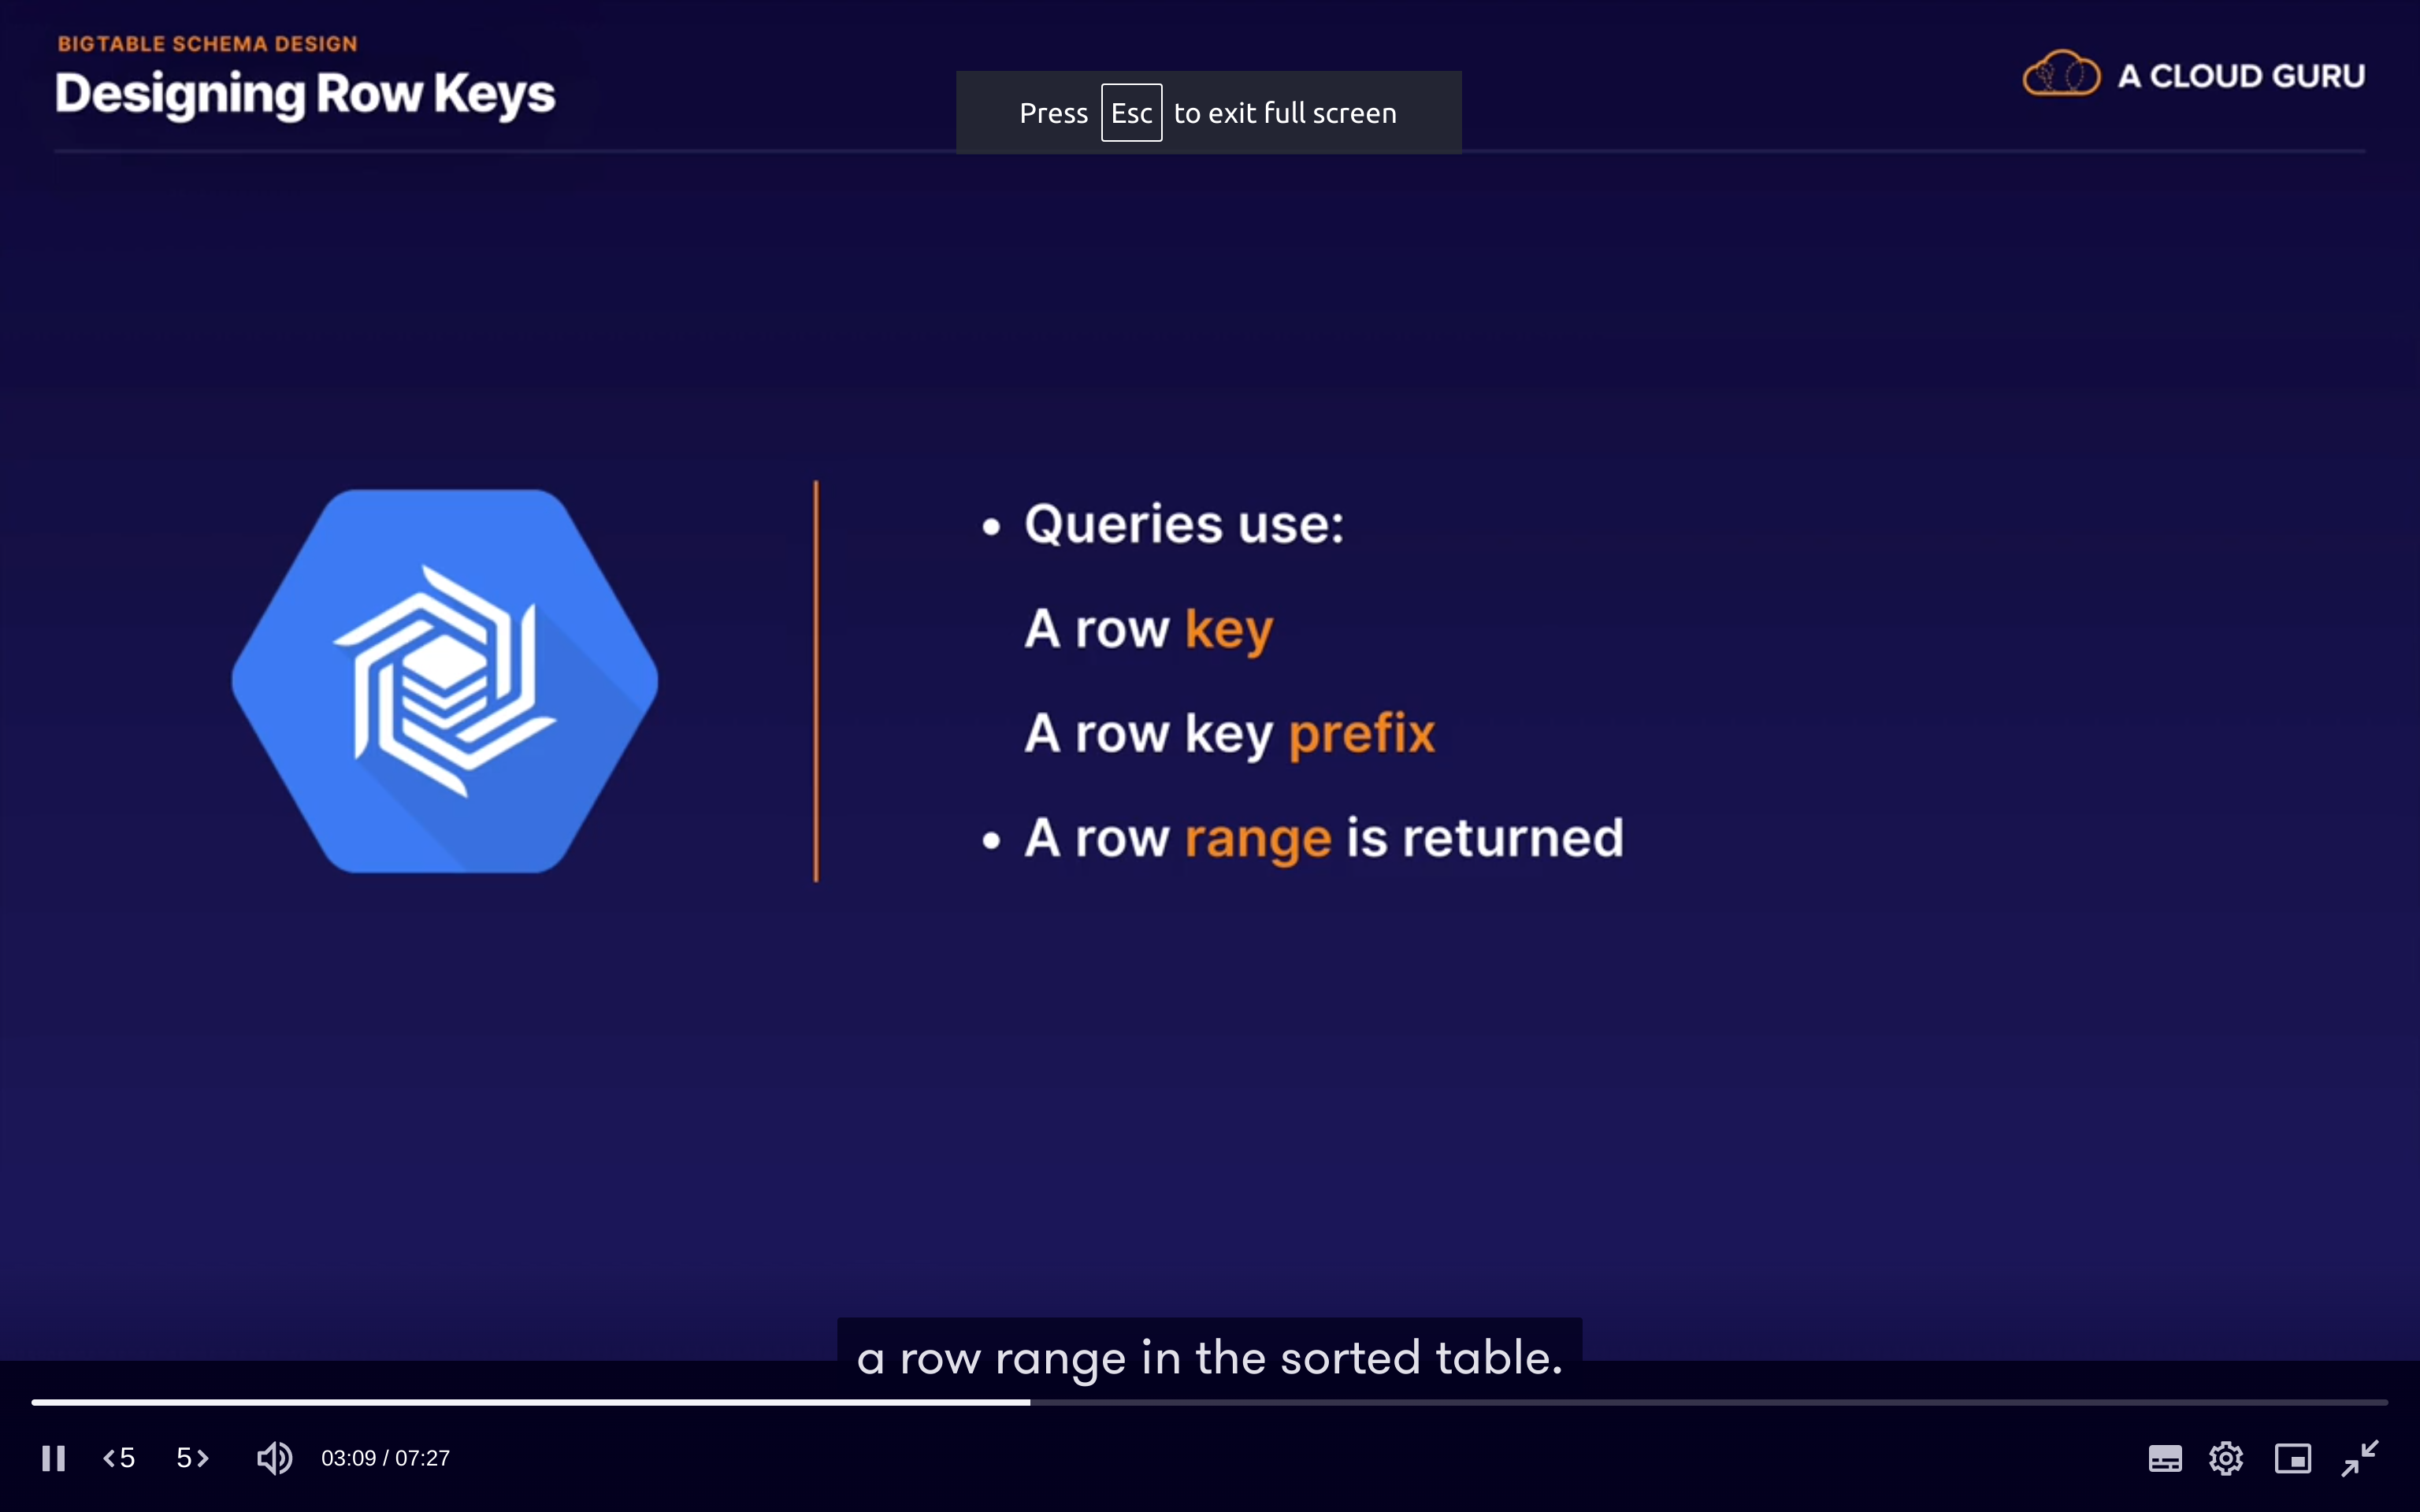 BIGTABLE SCHEMA DESIGN
Designing Row Keys
A CLOUD GURU
Press Esc to exit full screen
• Queries use:
A row key
A row key prefix
• A row range is returned
a row range in the sorted table.
<5 5> 03:09 / 07:27